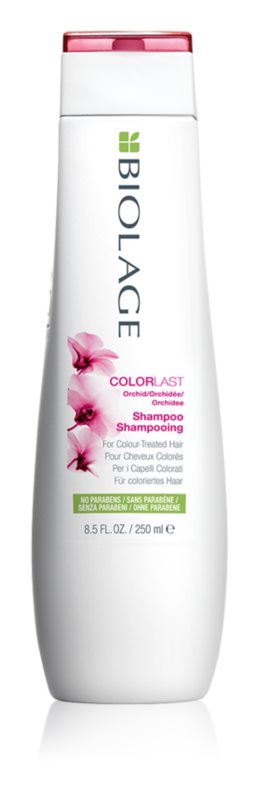 BIOLAGE
COLORLAST
Orchid/Orchidée/
Orchidee
Shampoo
Shampooing
For Colour-Treated Hair
Pour Cheveux Colorés
Per i Capelli Colorati
Für coloriertes Haar
NO PARABENS / SANS PARABÈNE /
SENZA PARABENI / OHNE PARABENE
8.5 FL.OZ. / 250 ml ℮